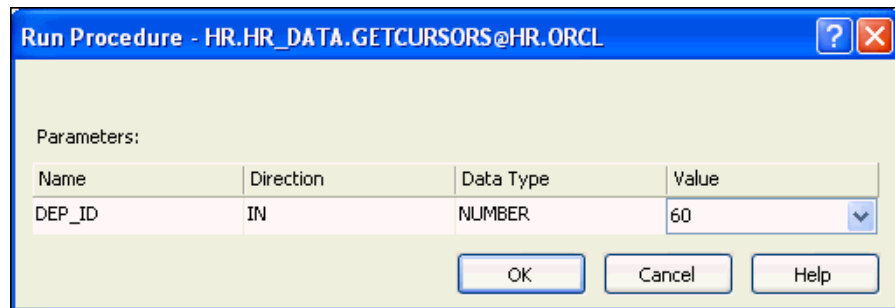 Run Procedure - HR.HR_DATA.GETCURSORS@HR.ORCL ?
Parameters:
Name Direction Data Type Value
DEP_ID IN NUMBER 60
OK Cancel Help